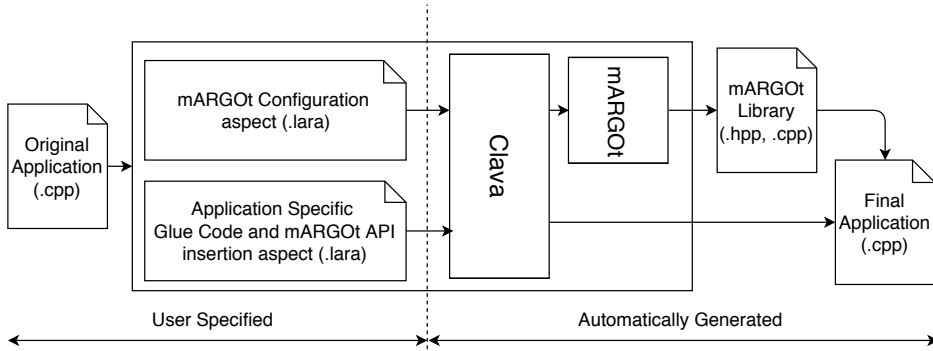 Original
Application
(.cpp)
mARGOt Configuration
aspect (.lara)
Application Specific
Glue Code and mARGOt API
insertion aspect (.lara)
Clava
mARGOt
mARGOt
Library
(.hpp, .cpp)
Final
Application
(.cpp)
User Specified
Automatically Generated